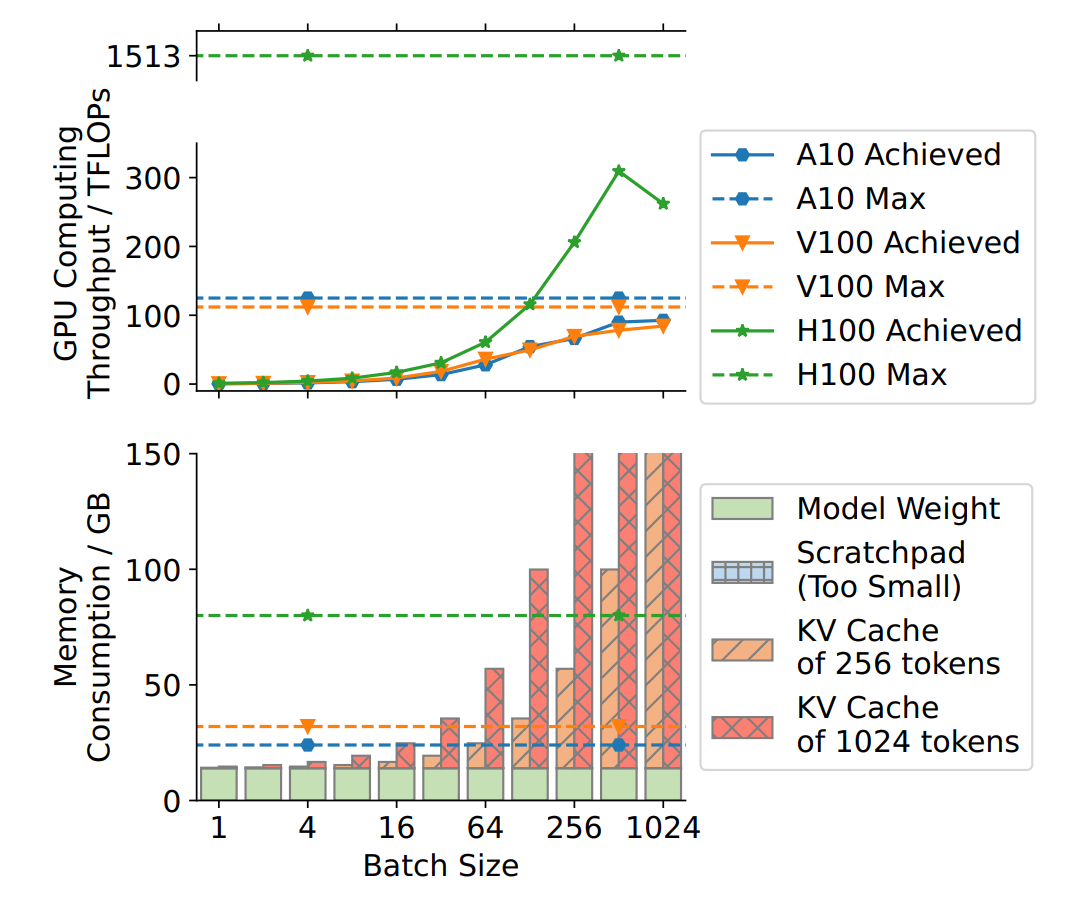 GPU Computing
Throughput / TFLOPs
1513
300
200
100
0
A10 Achieved
A10 Max
V100 Achieved
V100 Max
H100 Achieved
H100 Max
Memory
Consumption / GB
150
100
50
0
1 4 16 64 256 1024
Batch Size
Model Weight
Scratchpad
(Too Small)
KV Cache
of 256 tokens
KV Cache
of 1024 tokens